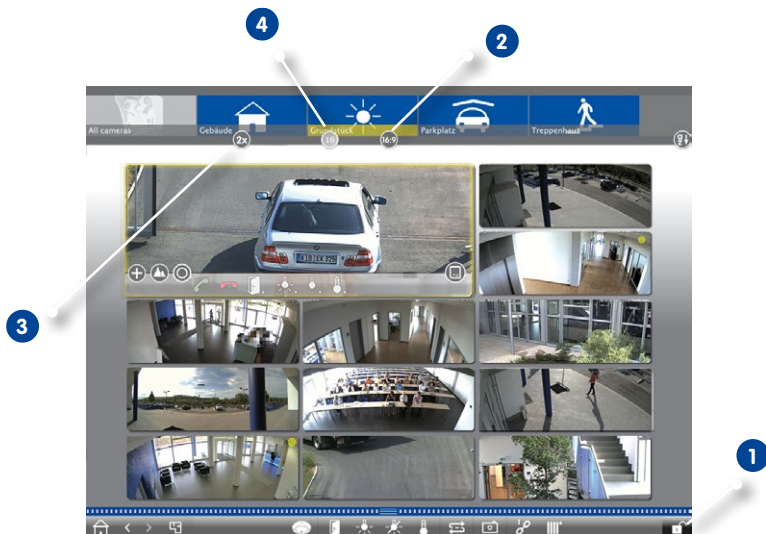 4
2
All cameras
Gebäude
Grundstück
Parkplatz
Treppenhaus
2x
16
16:9
3
1